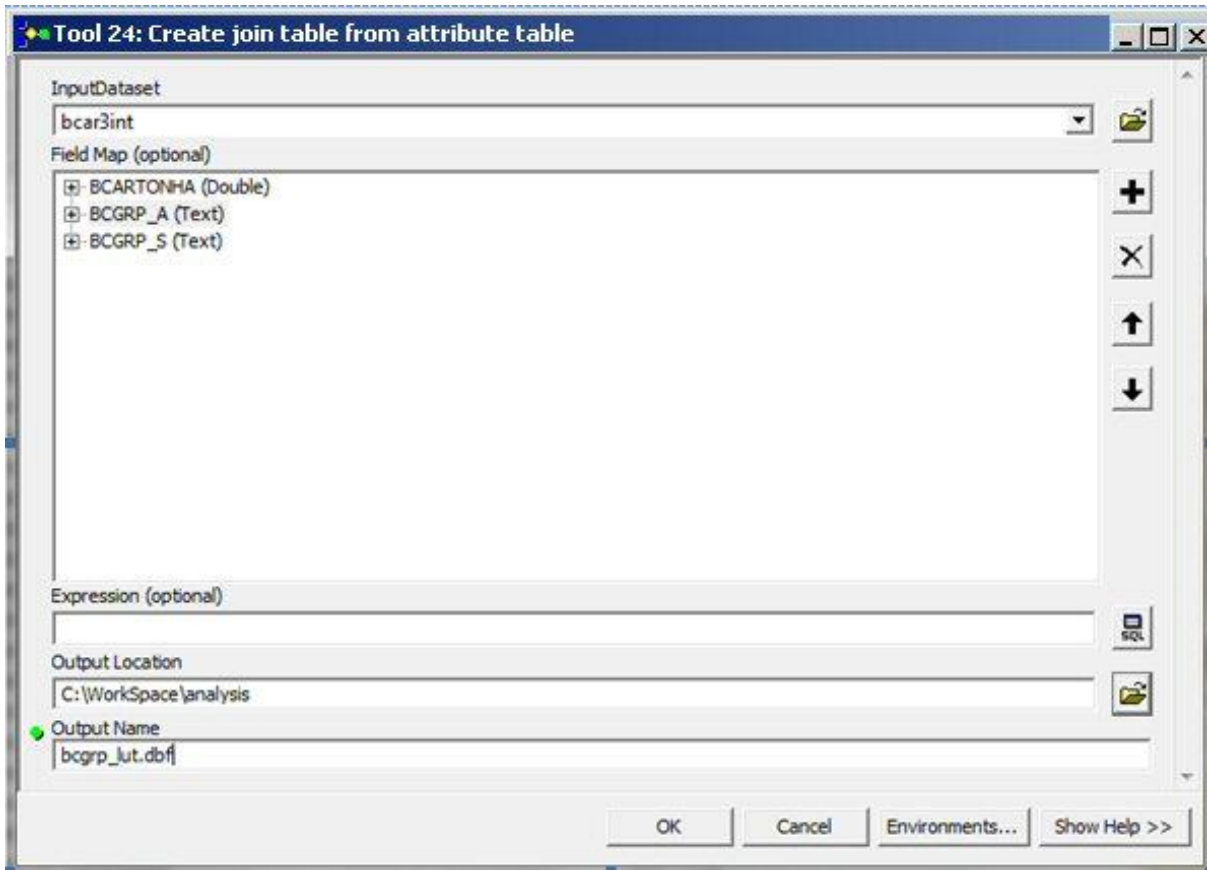 Tool 24: Create join table from attribute table
InputDataset
bcar3int
Field Map (optional)
BCARTONHA (Double)
BCGRP_A (Text)
BCGRP_S (Text)
Expression (optional)
SQL
Output Location
C:\WorkSpace\analysis
Output Name
bcgrp_lut.dbf
OK Cancel Environments... Show Help >>